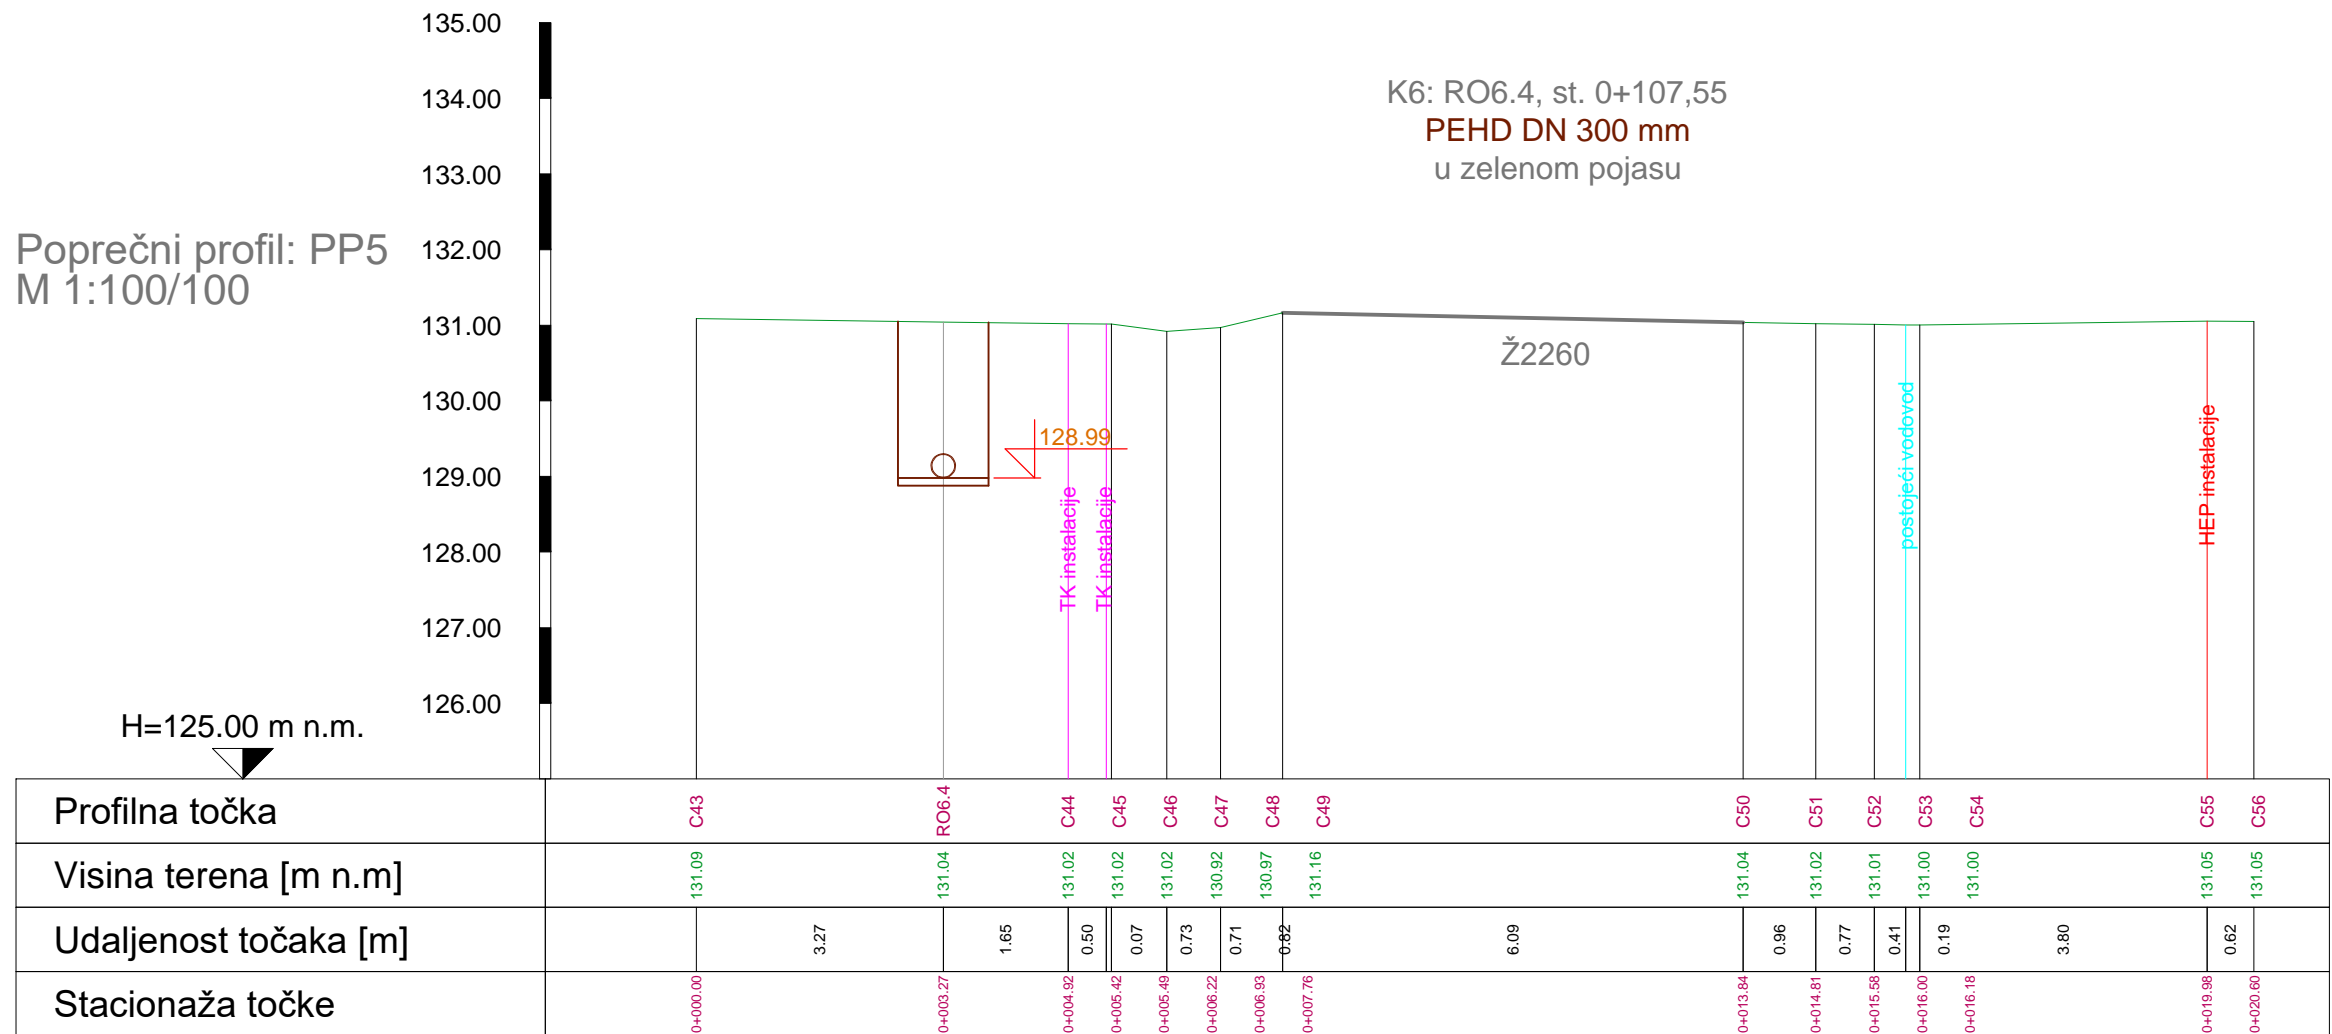 135.00
134.00
133.00
132.00
131.00
130.00
129.00
128.00
127.00
126.00
K6: RO6.4, st. 0+107,55
PEHD DN 300 mm
u zelenom pojasu
Poprečni profil: PP5
M 1:100/100
Ž2260
128.99
TK instalacije
TK instalacije
postojeći vodovod
HEP instalacije
H=125.00 m n.m.
Profilna točka C43 RO6.4 C44 C45 C46 C47 C48 C49 C50 C51 C52 C53 C54 C55 C56
Visina terena [m n.m] 131.09 131.04 131.02 131.02 131.02 130.92 130.97 131.16 131.04 131.02 131.01 131.00 131.00 131.05 131.05
Udaljenost točaka [m] 3.27 1.65 0.50 0.07 0.73 0.71 0.82 6.09 0.96 0.77 0.41 0.19 3.80 0.62
Stacionaža točke 0+000.00 0+003.27 0+004.92 0+005.42 0+005.49 0+006.22 0+006.93 0+007.76 0+013.84 0+014.81 0+015.58 0+016.00 0+016.18 0+019.98 0+020.60